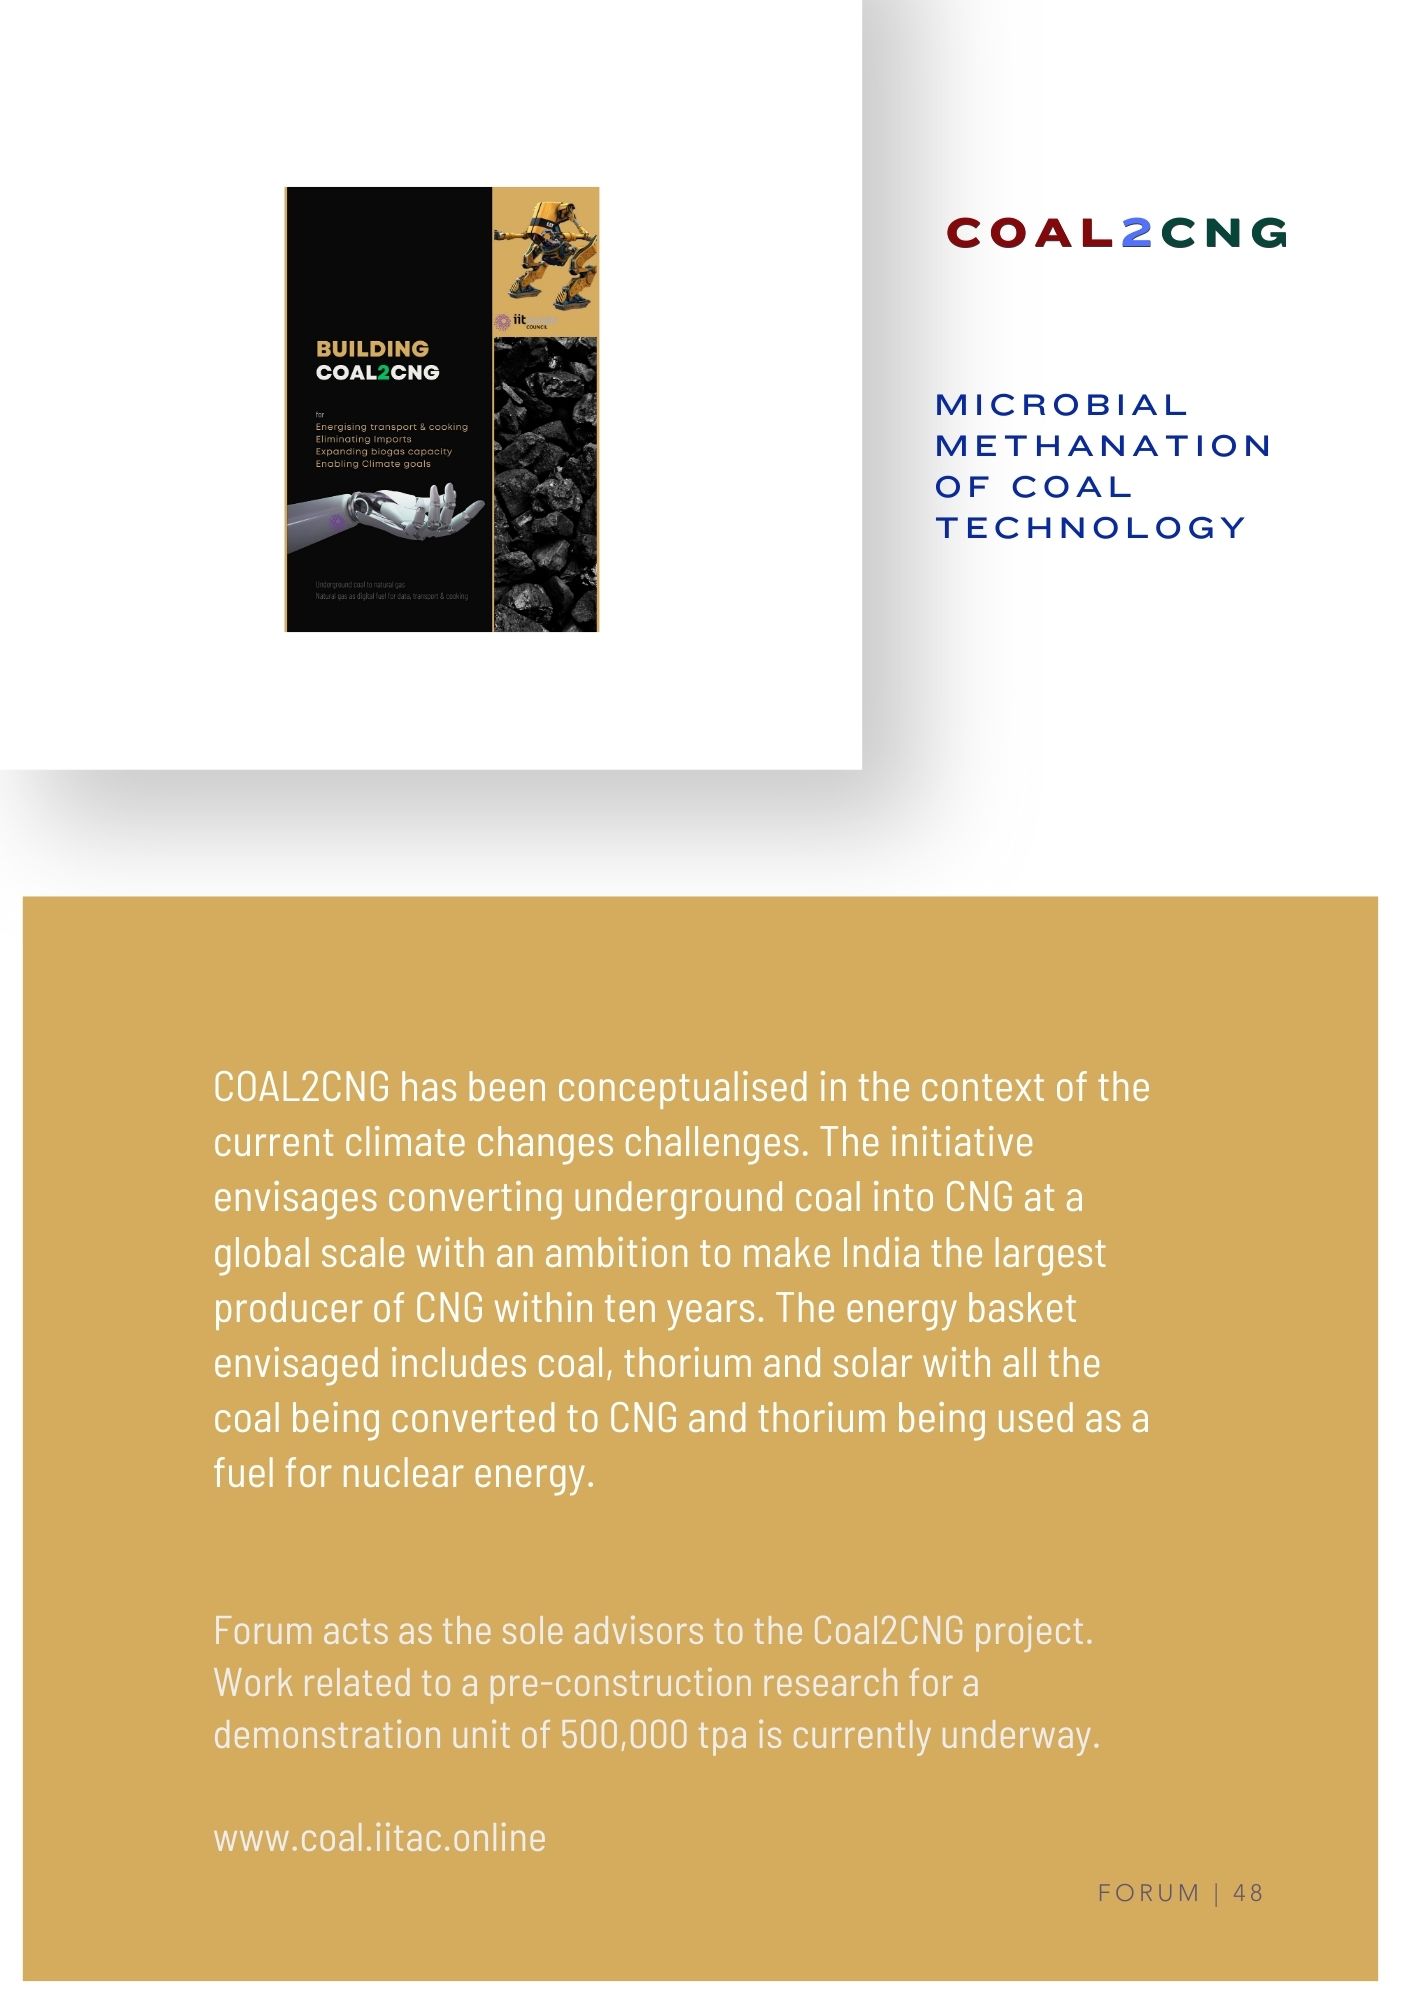 BUILDING
COAL2CNG
for
Energising transport & cooking
Eliminating Imports
Expanding biogas capacity
Enabling Climate goals
Underground coal to natural gas
Natural gas as digital fuel for data, transport & cooking
iit
COUNCIL
COAL2CNG
MICROBIAL
METHANATION
OF COAL
TECHNOLOGY
COAL2CNG has been conceptualised in the context of the
current climate changes challenges. The initiative
envisages converting underground coal into CNG at a
global scale with an ambition to make India the largest
producer of CNG within ten years. The energy basket
envisaged includes coal, thorium and solar with all the
coal being converted to CNG and thorium being used as a
fuel for nuclear energy.
Forum acts as the sole advisors to the Coal2CNG project.
Work related to a pre-construction research for a
demonstration unit of 500,000 tpa is currently underway.
www.coal.iitac.online
FORUM | 48